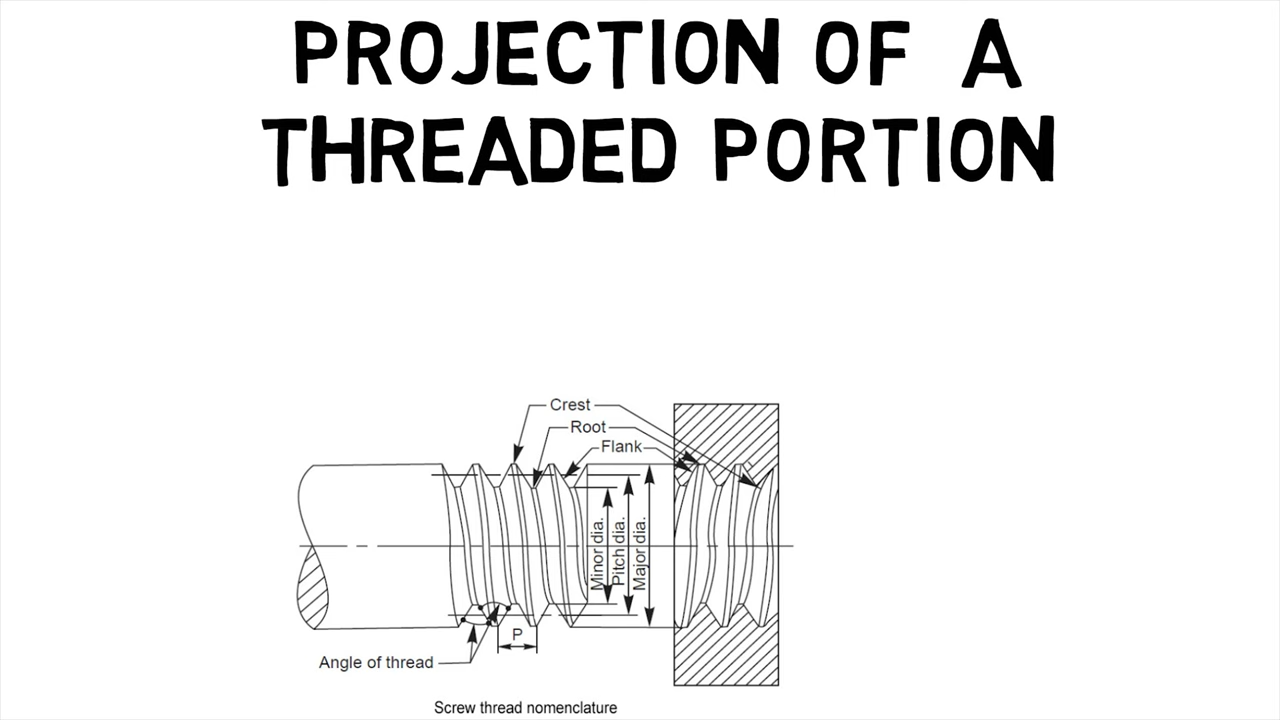 PROJECTION OF A
THREADED PORTION
Crest
Root
Flank
Minor dia.
Pitch dia.
Major dia.
P
Angle of thread
Screw thread nomenclature